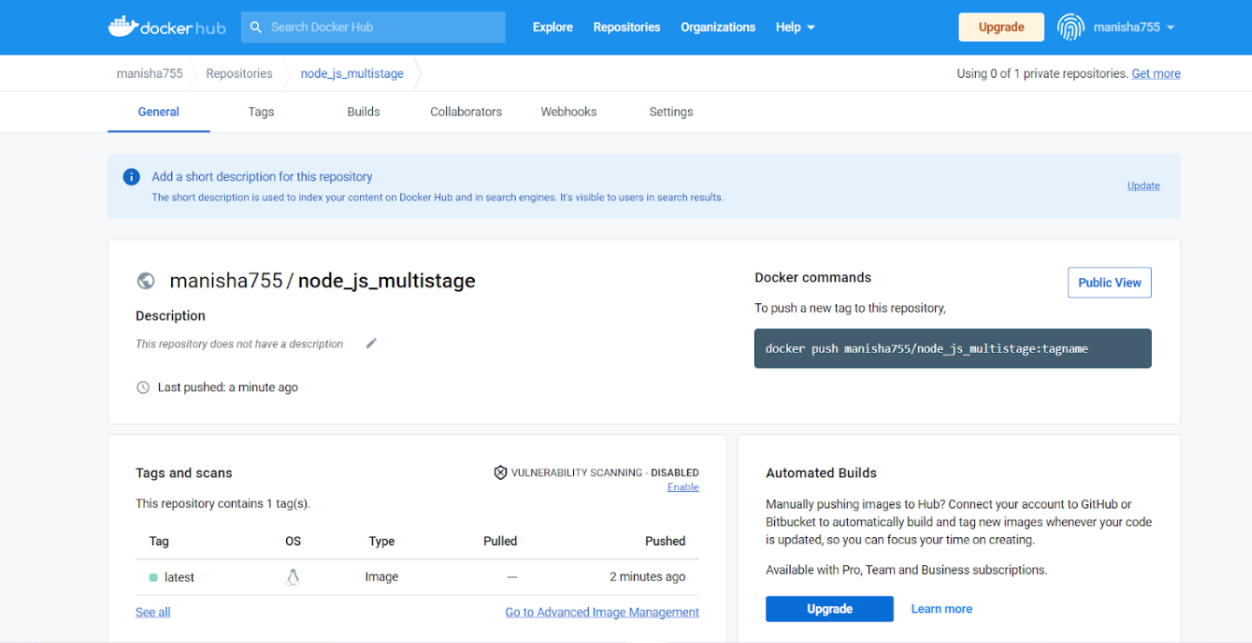 dockerhub Search Docker Hub Explore Repositories Organizations Help Upgrade manisha755
manisha755 Repositories node_js_multistage Using 0 of 1 private repositories. Get more
General Tags Builds Collaborators Webhooks Settings
Add a short description for this repository
The short description is used to index your content on Docker Hub and in search engines. It's visible to users in search results.
Update
manisha755 / node_js_multistage
Description
This repository does not have a description
Last pushed: a minute ago
Docker commands
Public View
To push a new tag to this repository,
docker push manisha755/node_js_multistage:tagname
Tags and scans
VULNERABILITY SCANNING - DISABLED
Enable
This repository contains 1 tag(s).
Tag OS Type Pulled Pushed
latest Image --- 2 minutes ago
See all Go to Advanced Image Management
Automated Builds
Manually pushing images to Hub? Connect your account to GitHub or
Bitbucket to automatically build and tag new images whenever your code
is updated, so you can focus your time on creating.
Available with Pro, Team and Business subscriptions.
Upgrade Learn more